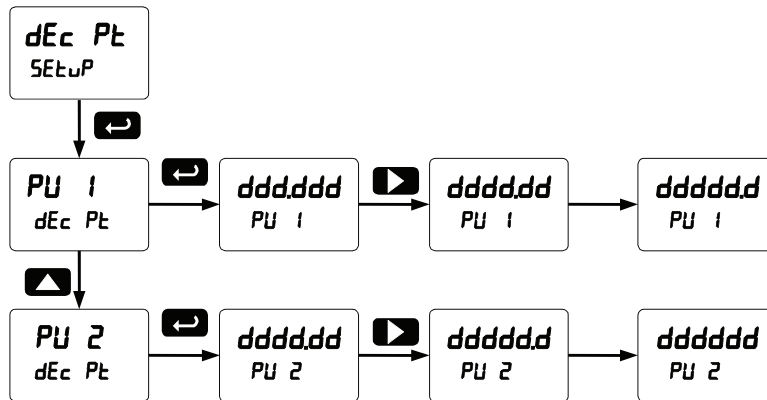 dEc Pt
SEtuP
PU 1
dEc Pt
ddd.ddd
PU 1
dddd.dd
PU 1
ddddd.d
PU 1
PU 2
dEc Pt
dddd.dd
PU 2
ddddd.d
PU 2
dddddd
PU 2